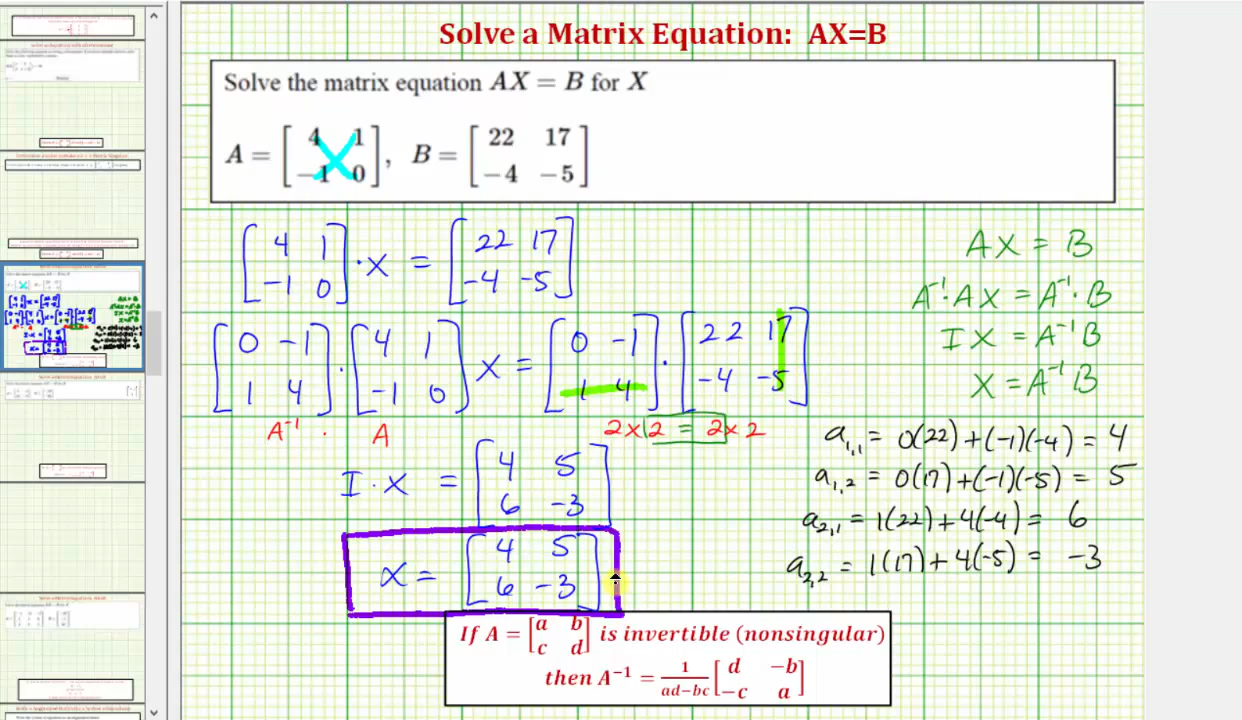 Solve a Matrix Equation: AX=B
Solve the matrix equation AX = B for X
A = [ 4 1 ], B = [ 22 17 ]
[ −1 0 ] [ −4 −5 ]
[ 4 1 ] · X = [ 22 17 ]
[ -1 0 ] [ -4 -5 ]
[ 0 -1 ] · [ 4 1 ] X = [ 0 -1 ] · [ 22 17 ]
[ 1 4 ] [ -1 0 ] [ 1 4 ] [ -4 -5 ]
A⁻¹ · A 2x2 = 2x2
I · X = [ 4 5 ]
[ 6 -3 ]
X = [ 4 5 ]
[ 6 -3 ]
AX = B
A⁻¹·AX = A⁻¹·B
IX = A⁻¹B
X = A⁻¹B
a₁,₁ = 0(22)+(-1)(-4) = 4
a₁,₂ = 0(17)+(-1)(-5) = 5
a₂,₁ = 1(22)+4(-4) = 6
a₂,₂ = 1(17)+4(-5) = -3
If A = [ a b ] is invertible (nonsingular)
[ c d ]
then A⁻¹ = 1/(ad−bc) [ d −b ]
[ −c a ]